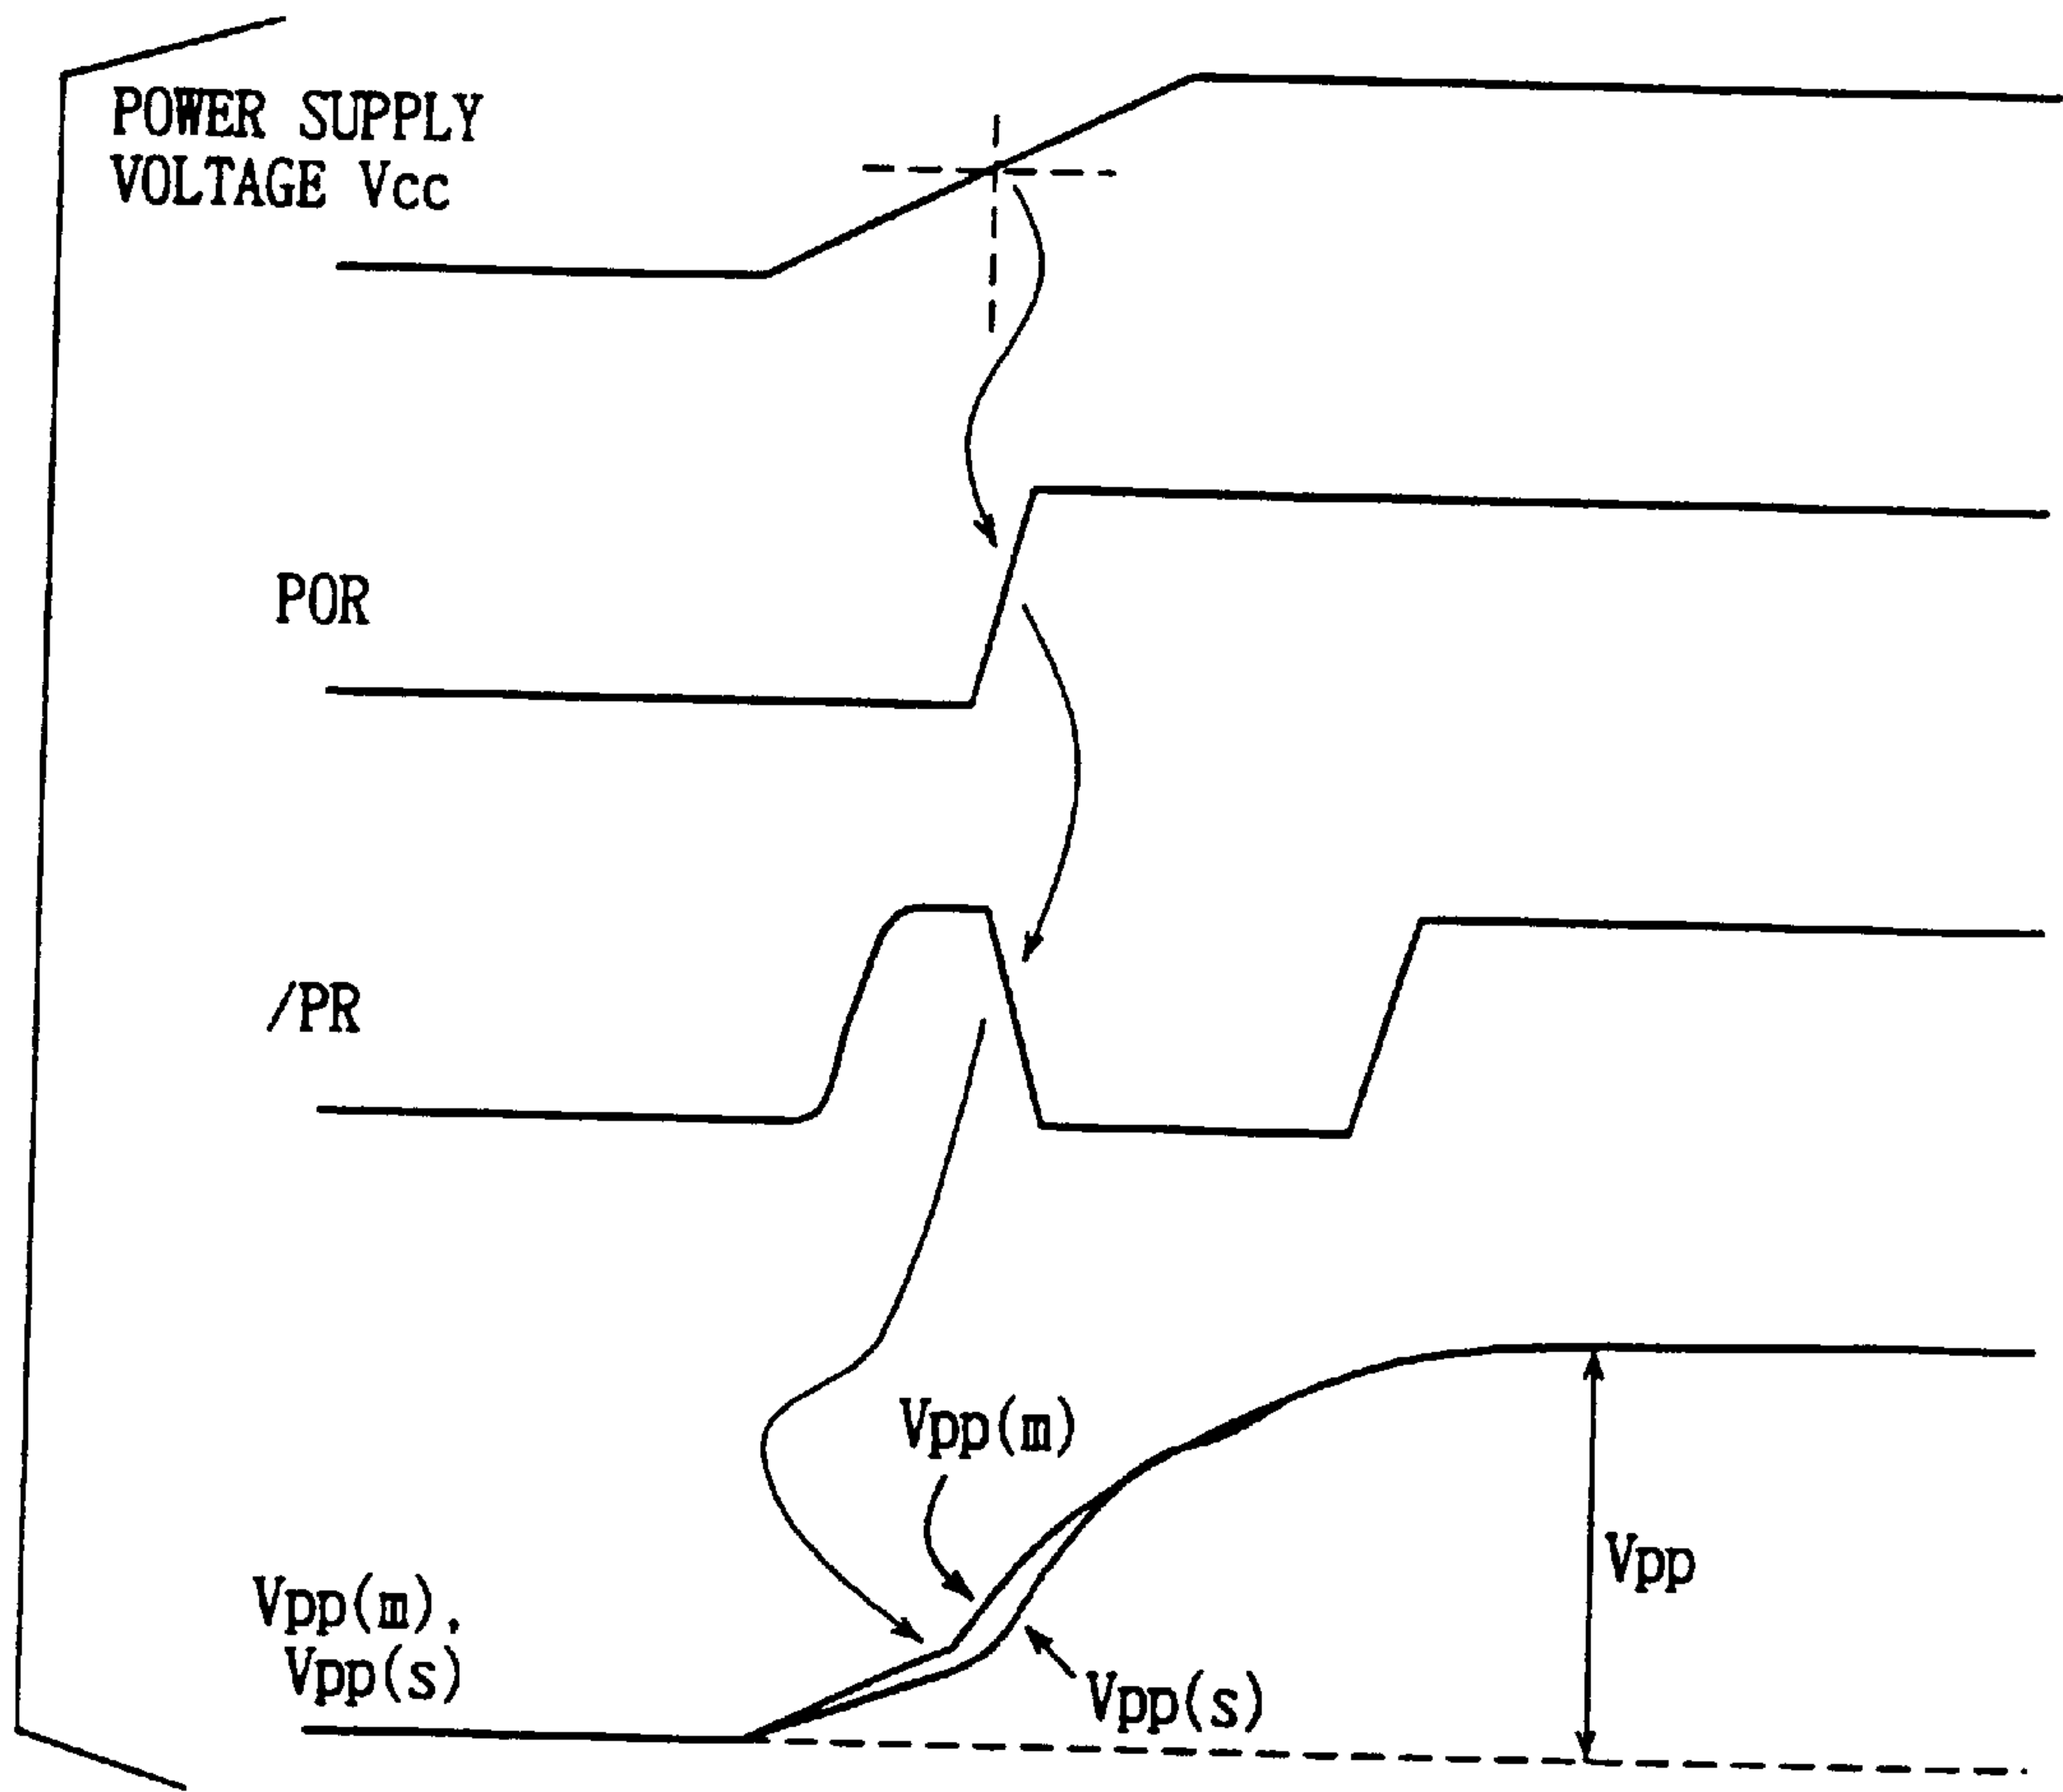 POWER SUPPLY
VOLTAGE Vcc
POR
/PR
Vpp(m)
Vpp
Vpp(m),
Vpp(s)
Vpp(s)